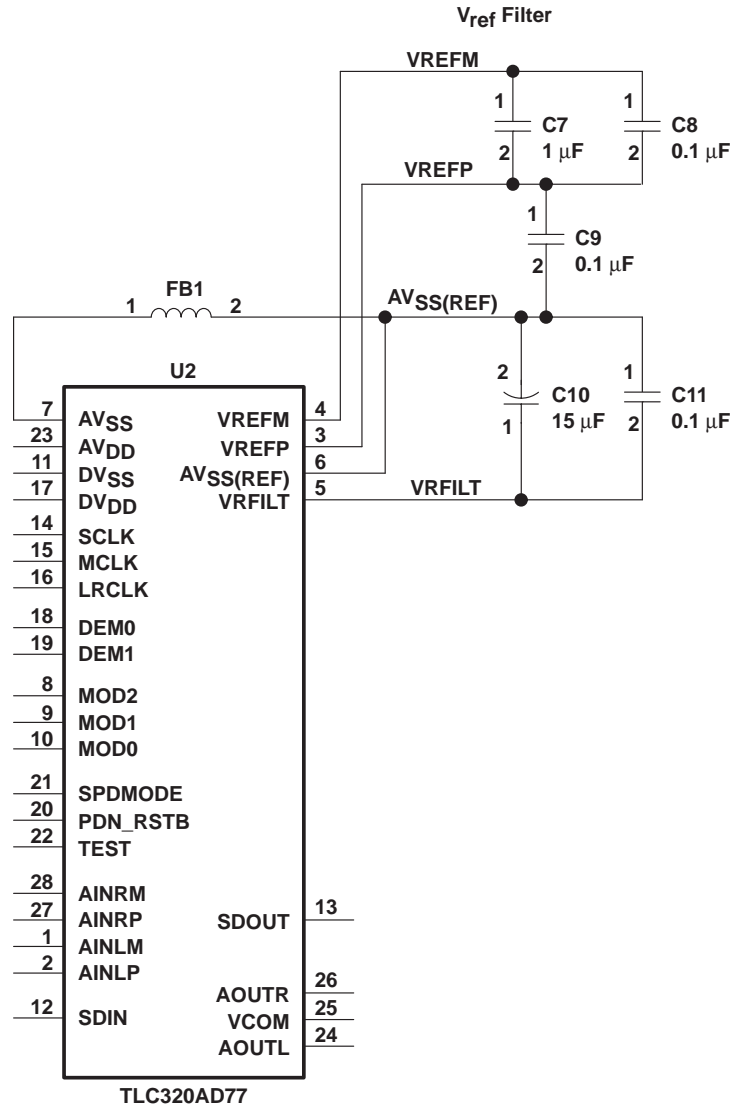 Vref Filter
VREFM
1
C7
1 μF
2
1
C8
0.1 μF
2
VREFP
1
C9
0.1 μF
2
FB1
1
2
AVSS(REF)
2
C10
15 μF
1
1
C11
0.1 μF
2
VRFILT
U2
7 AVSS
23 AVDD
11 DVSS
17 DVDD
14 SCLK
15 MCLK
16 LRCLK
18 DEM0
19 DEM1
8 MOD2
9 MOD1
10 MOD0
21 SPDMODE
20 PDN_RSTB
22 TEST
28 AINRM
27 AINRP
1 AINLM
2 AINLP
12 SDIN
VREFM 4
VREFP 3
AVSS(REF) 6
VRFILT 5
SDOUT 13
AOUTR 26
VCOM 25
AOUTL 24
TLC320AD77